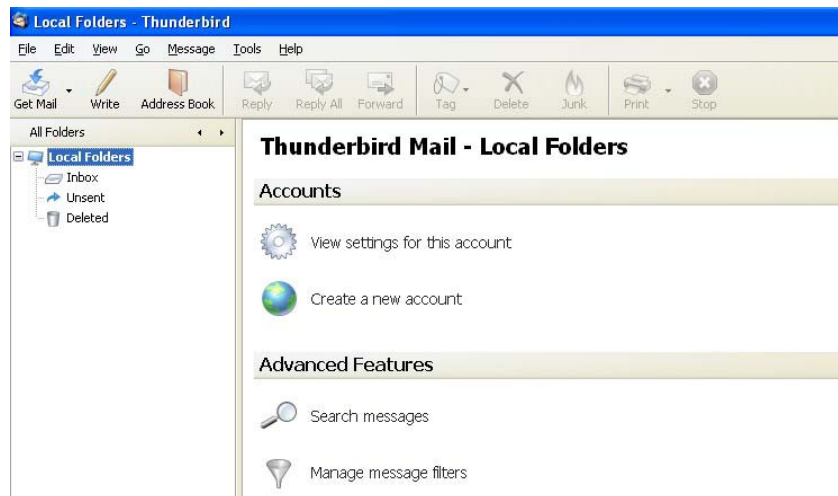 Local Folders - Thunderbird
File Edit View Go Message Tools Help
Get Mail Write Address Book Reply Reply All Forward Tag Delete Junk Print Stop
All Folders
Thunderbird Mail - Local Folders
Local Folders
Inbox
Unsent
Deleted
Accounts
View settings for this account
Create a new account
Advanced Features
Search messages
Manage message filters